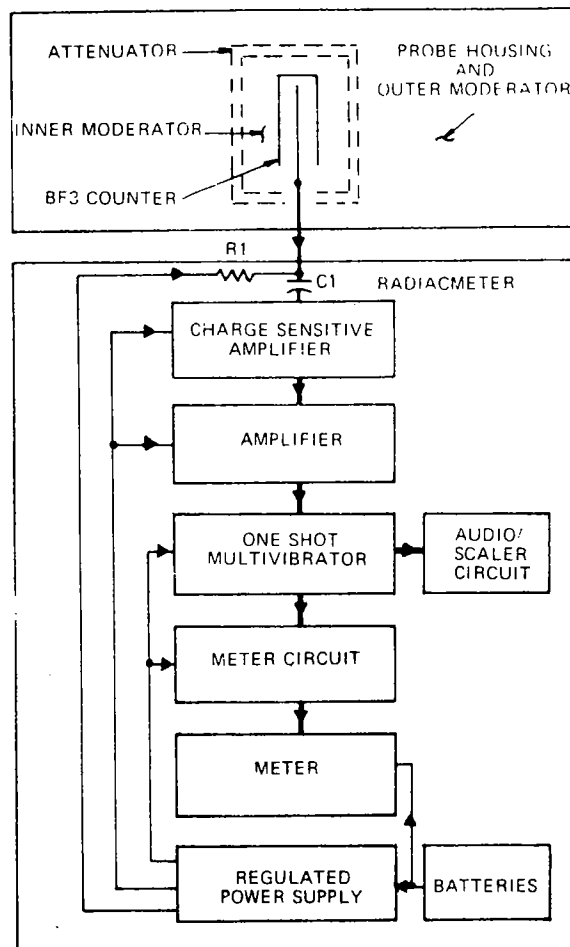 ATTENUATOR
PROBE HOUSING
AND
OUTER MODERATOR
INNER MODERATOR
BF3 COUNTER
R1
C1
RADIACMETER
CHARGE SENSITIVE
AMPLIFIER
AMPLIFIER
ONE SHOT
MULTIVIBRATOR
AUDIO/
SCALER
CIRCUIT
METER CIRCUIT
METER
REGULATED
POWER SUPPLY
BATTERIES